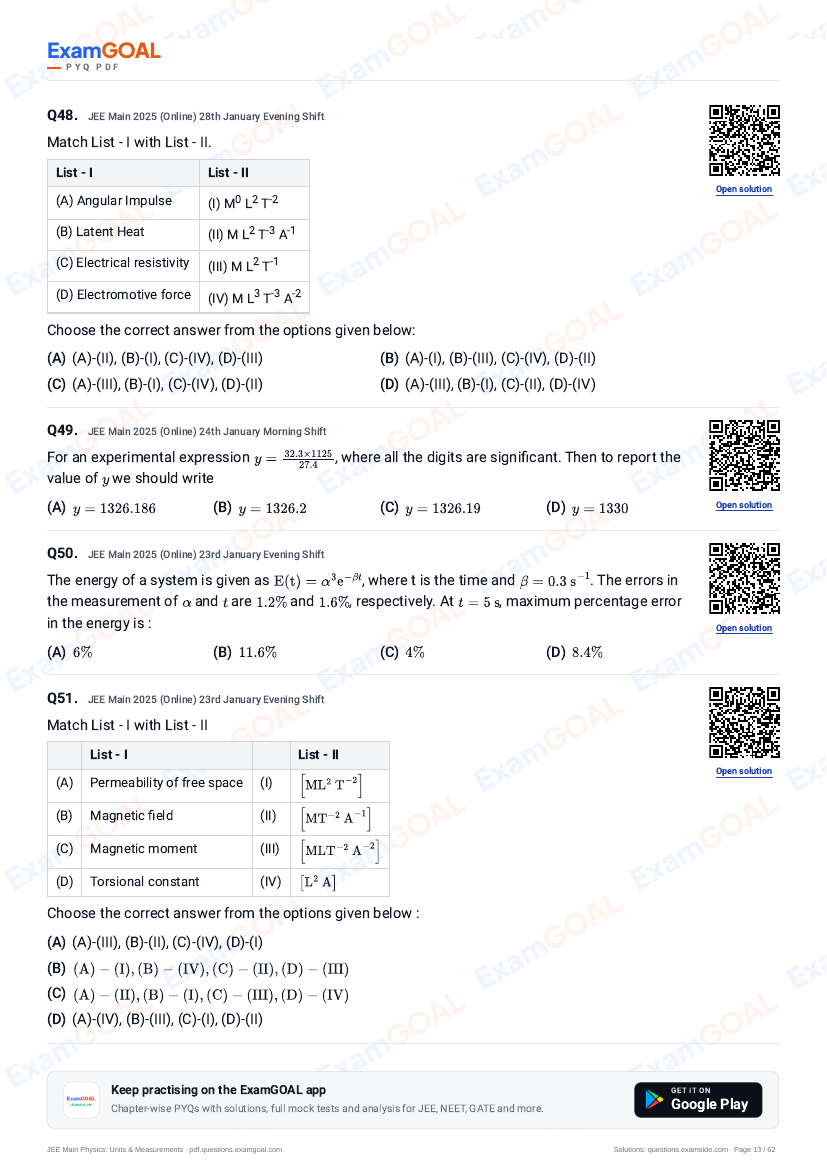 ExamGOAL
PYQ PDF
Q48. JEE Main 2025 (Online) 28th January Evening Shift
Match List - I with List - II.
List - I List - II
(A) Angular Impulse (I) M⁰ L² T⁻²
(B) Latent Heat (II) M L² T⁻³ A⁻¹
(C) Electrical resistivity (III) M L² T⁻¹
(D) Electromotive force (IV) M L³ T⁻³ A⁻²
Open solution
Choose the correct answer from the options given below:
(A) (A)-(II), (B)-(I), (C)-(IV), (D)-(III) (B) (A)-(I), (B)-(III), (C)-(IV), (D)-(II)
(C) (A)-(III), (B)-(I), (C)-(IV), (D)-(II) (D) (A)-(III), (B)-(I), (C)-(II), (D)-(IV)
Q49. JEE Main 2025 (Online) 24th January Morning Shift
For an experimental expression y = 32.3×1125/27.4, where all the digits are significant. Then to report the
value of y we should write
(A) y = 1326.186 (B) y = 1326.2 (C) y = 1326.19 (D) y = 1330
Open solution
Q50. JEE Main 2025 (Online) 23rd January Evening Shift
The energy of a system is given as E(t) = α³e⁻ᵝᵗ, where t is the time and β = 0.3 s⁻¹. The errors in
the measurement of α and t are 1.2% and 1.6%, respectively. At t = 5 s, maximum percentage error
in the energy is :
Open solution
(A) 6% (B) 11.6% (C) 4% (D) 8.4%
Q51. JEE Main 2025 (Online) 23rd January Evening Shift
Match List - I with List - II
List - I List - II
(A) Permeability of free space (I) [ML² T⁻²]
(B) Magnetic field (II) [MT⁻² A⁻¹]
(C) Magnetic moment (III) [MLT⁻² A⁻²]
(D) Torsional constant (IV) [L² A]
Open solution
Choose the correct answer from the options given below :
(A) (A)-(III), (B)-(II), (C)-(IV), (D)-(I)
(B) (A) − (I), (B) − (IV), (C) − (II), (D) − (III)
(C) (A) − (II), (B) − (I), (C) − (III), (D) − (IV)
(D) (A)-(IV), (B)-(III), (C)-(I), (D)-(II)
ExamGOAL
Keep practising on the ExamGOAL app
Chapter-wise PYQs with solutions, full mock tests and analysis for JEE, NEET, GATE and more.
GET IT ON
Google Play
JEE Main Physics: Units & Measurements · pdf.questions.examgoal.com
Solutions: questions.examside.com · Page 13 / 62